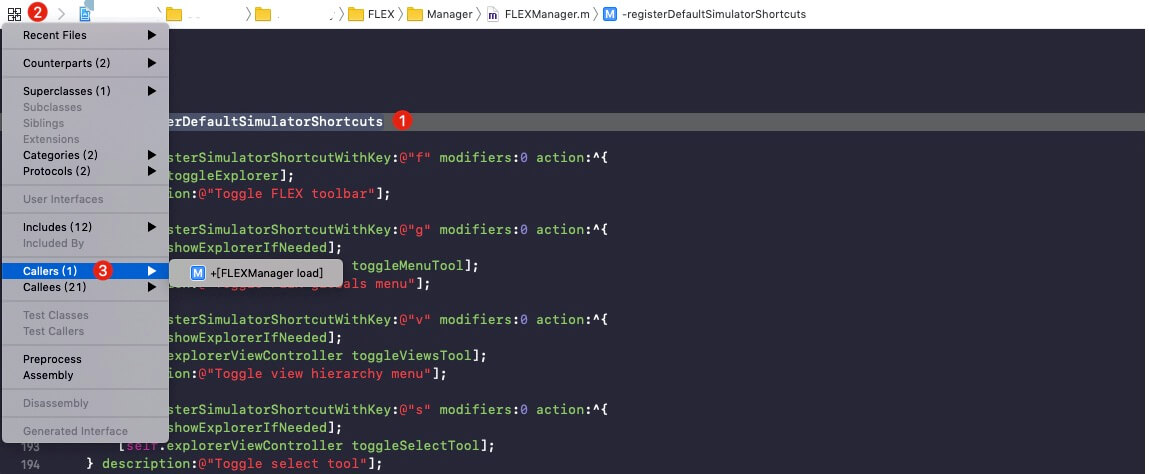 2 FLEX Manager FLEXManager.m M -registerDefaultSimulatorShortcuts
Recent Files
Counterparts (2)
Superclasses (1)
Subclasses
Siblings
Extensions
Categories (2)
Protocols (2)
User Interfaces
Includes (12)
Included By
Callers (1) 3
Callees (21)
Test Classes
Test Callers
Preprocess
Assembly
Disassembly
Generated Interface
M +[FLEXManager load]
erDefaultSimulatorShortcuts 1
sterSimulatorShortcutWithKey:@"f" modifiers:0 action:^{
toggleExplorer];
ion:@"Toggle FLEX toolbar"];
sterSimulatorShortcutWithKey:@"g" modifiers:0 action:^{
showExplorerIfNeeded];
toggleMenuTool];
menu"];
sterSimulatorShortcutWithKey:@"v" modifiers:0 action:^{
showExplorerIfNeeded];
explorerViewController toggleViewsTool];
ion:@"Toggle view hierarchy menu"];
sterSimulatorShortcutWithKey:@"s" modifiers:0 action:^{
showExplorerIfNeeded];
193 [self.explorerViewController toggleSelectTool];
194 } description:@"Toggle select tool"];